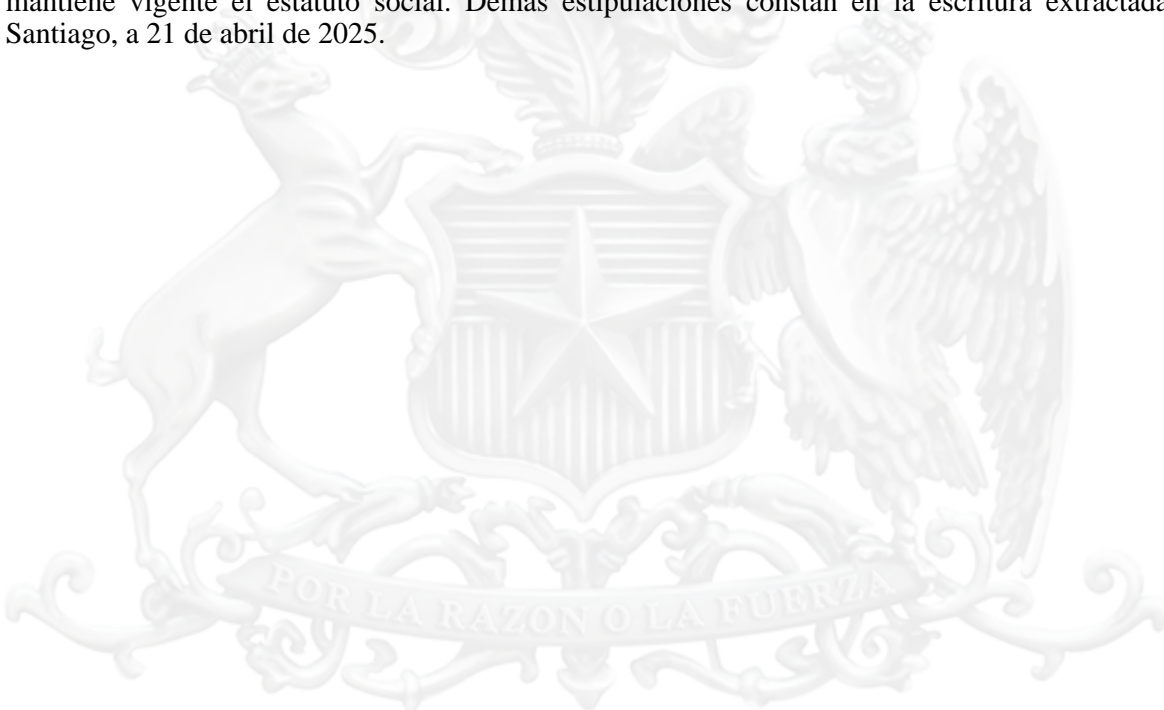 mantiene vigente el estatuto social. Demás estipulaciones constan en la escritura extractada
Santiago, a 21 de abril de 2025.
POR LA RAZON O LA FUERZA